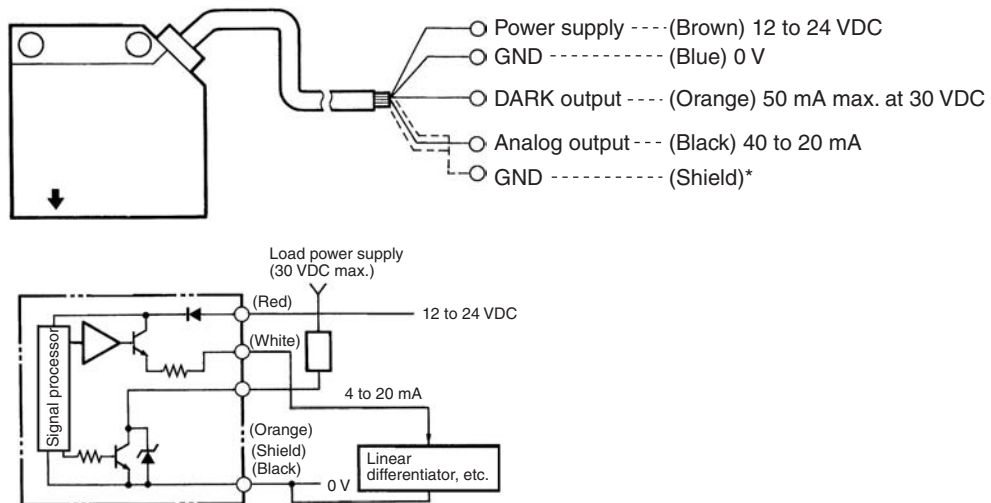 Power supply ---- (Brown) 12 to 24 VDC
GND ------------ (Blue) 0 V
DARK output ---- (Orange) 50 mA max. at 30 VDC
Analog output --- (Black) 40 to 20 mA
GND ----------- (Shield)*
Load power supply
(30 VDC max.)
(Red)
12 to 24 VDC
(White)
Signal processor
4 to 20 mA
(Orange)
(Shield)
(Black)
Linear
differentiator, etc.
0 V